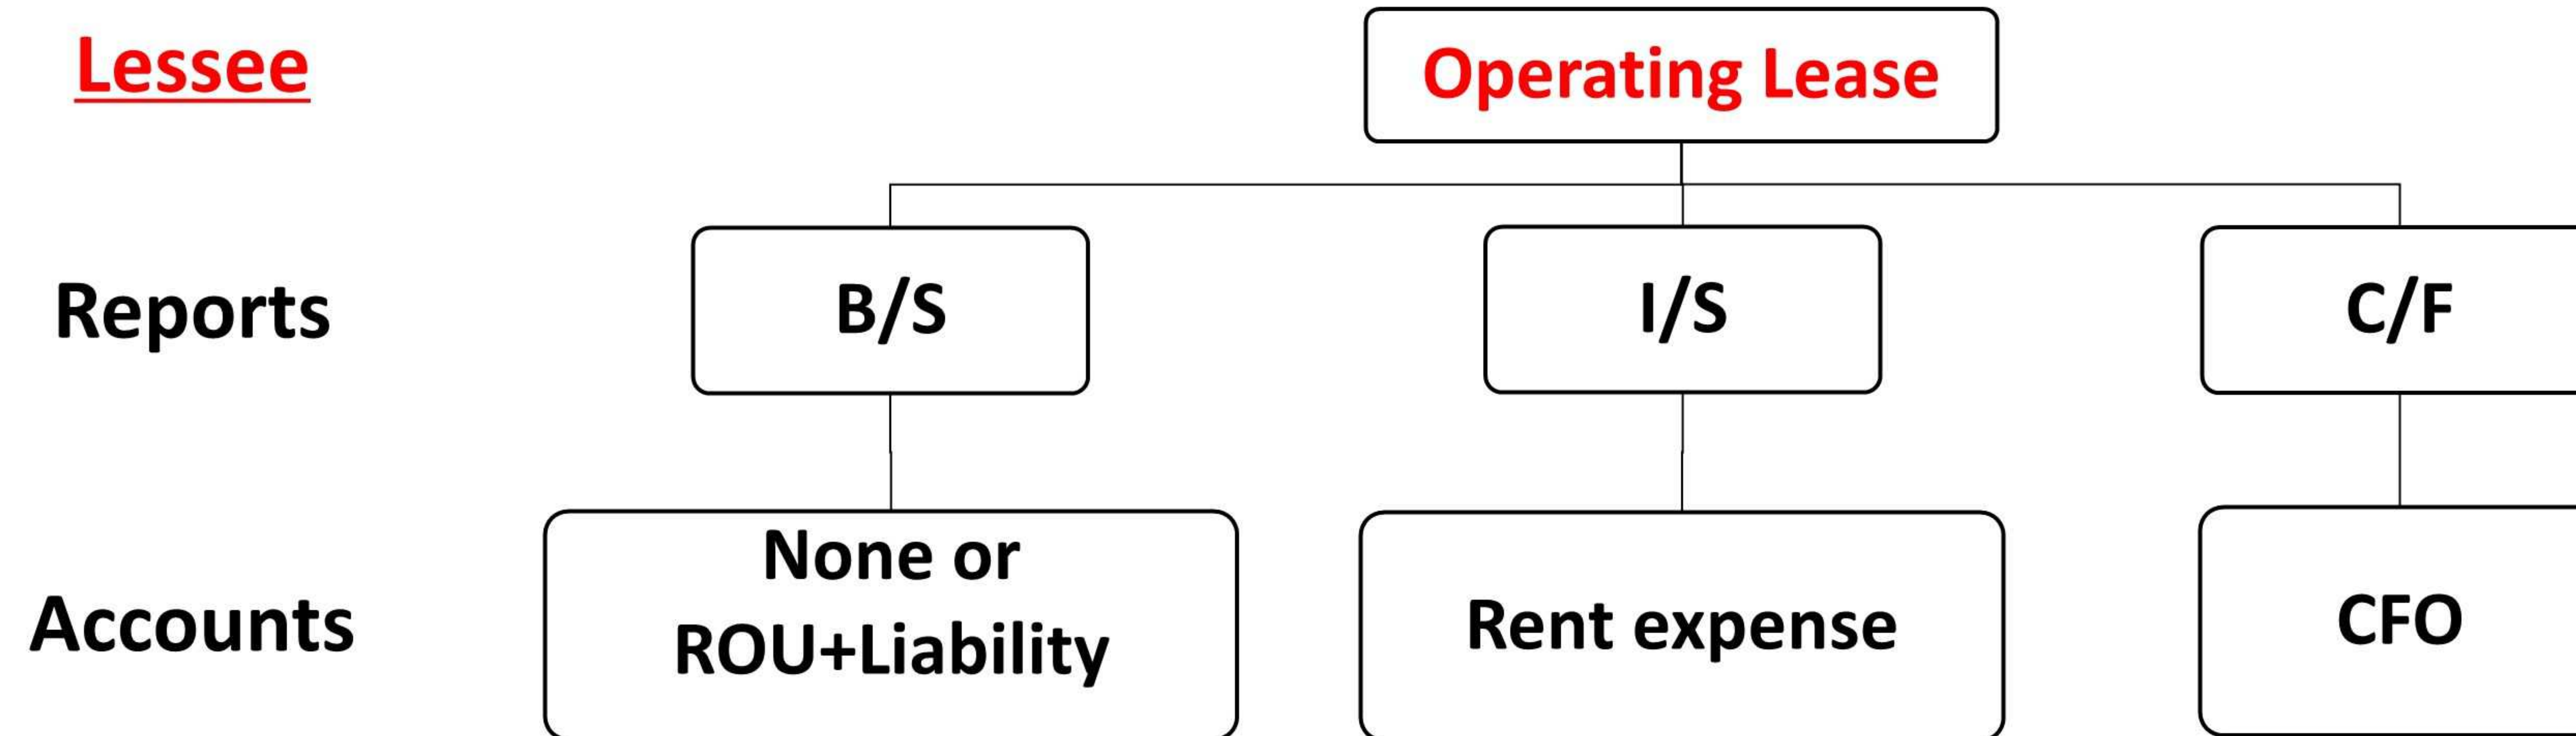 Lessee
Operating Lease
Reports
B/S
I/S
C/F
Accounts
None or
ROU+Liability
Rent expense
CFO